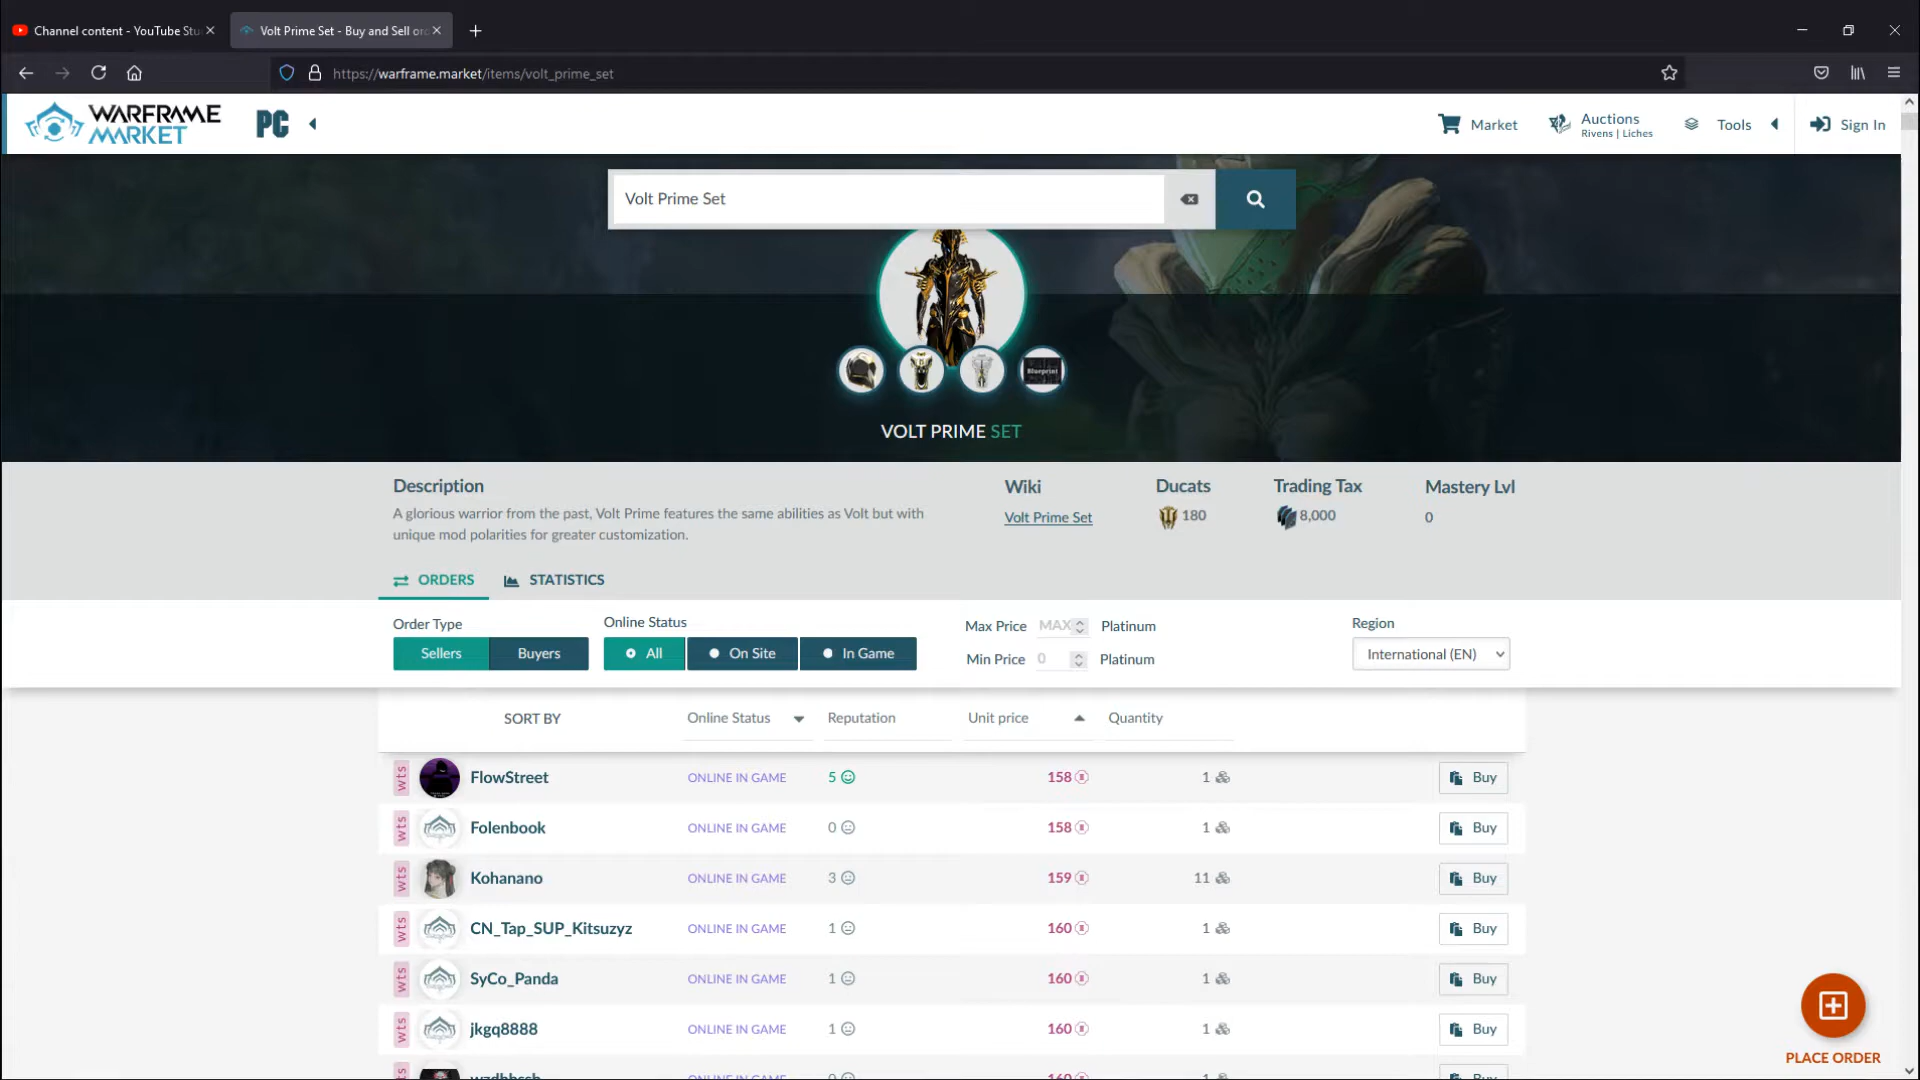 Channel content - YouTube Stu
Volt Prime Set - Buy and Sell or
https://warframe.market/items/volt_prime_set
WARFRAME MARKET
PC
Market
Auctions
Rivens | Liches
Tools
Sign In
Volt Prime Set
Blueprint
VOLT PRIME SET
Description
A glorious warrior from the past, Volt Prime features the same abilities as Volt but with
unique mod polarities for greater customization.
Wiki
Volt Prime Set
Ducats
180
Trading Tax
8,000
Mastery Lvl
0
ORDERS
STATISTICS
Order Type
Sellers
Buyers
Online Status
All
On Site
In Game
Max Price MAX Platinum
Min Price 0 Platinum
Region
International (EN)
SORT BY Online Status Reputation Unit price Quantity
wts FlowStreet ONLINE IN GAME 5 158 1 Buy
wts Folenbook ONLINE IN GAME 0 158 1 Buy
wts Kohanano ONLINE IN GAME 3 159 11 Buy
wts CN_Tap_SUP_Kitsuzyz ONLINE IN GAME 1 160 1 Buy
wts SyCo_Panda ONLINE IN GAME 1 160 1 Buy
wts jkgq8888 ONLINE IN GAME 1 160 1 Buy
ONLINE IN GAME 0 160 1 Buy
PLACE ORDER